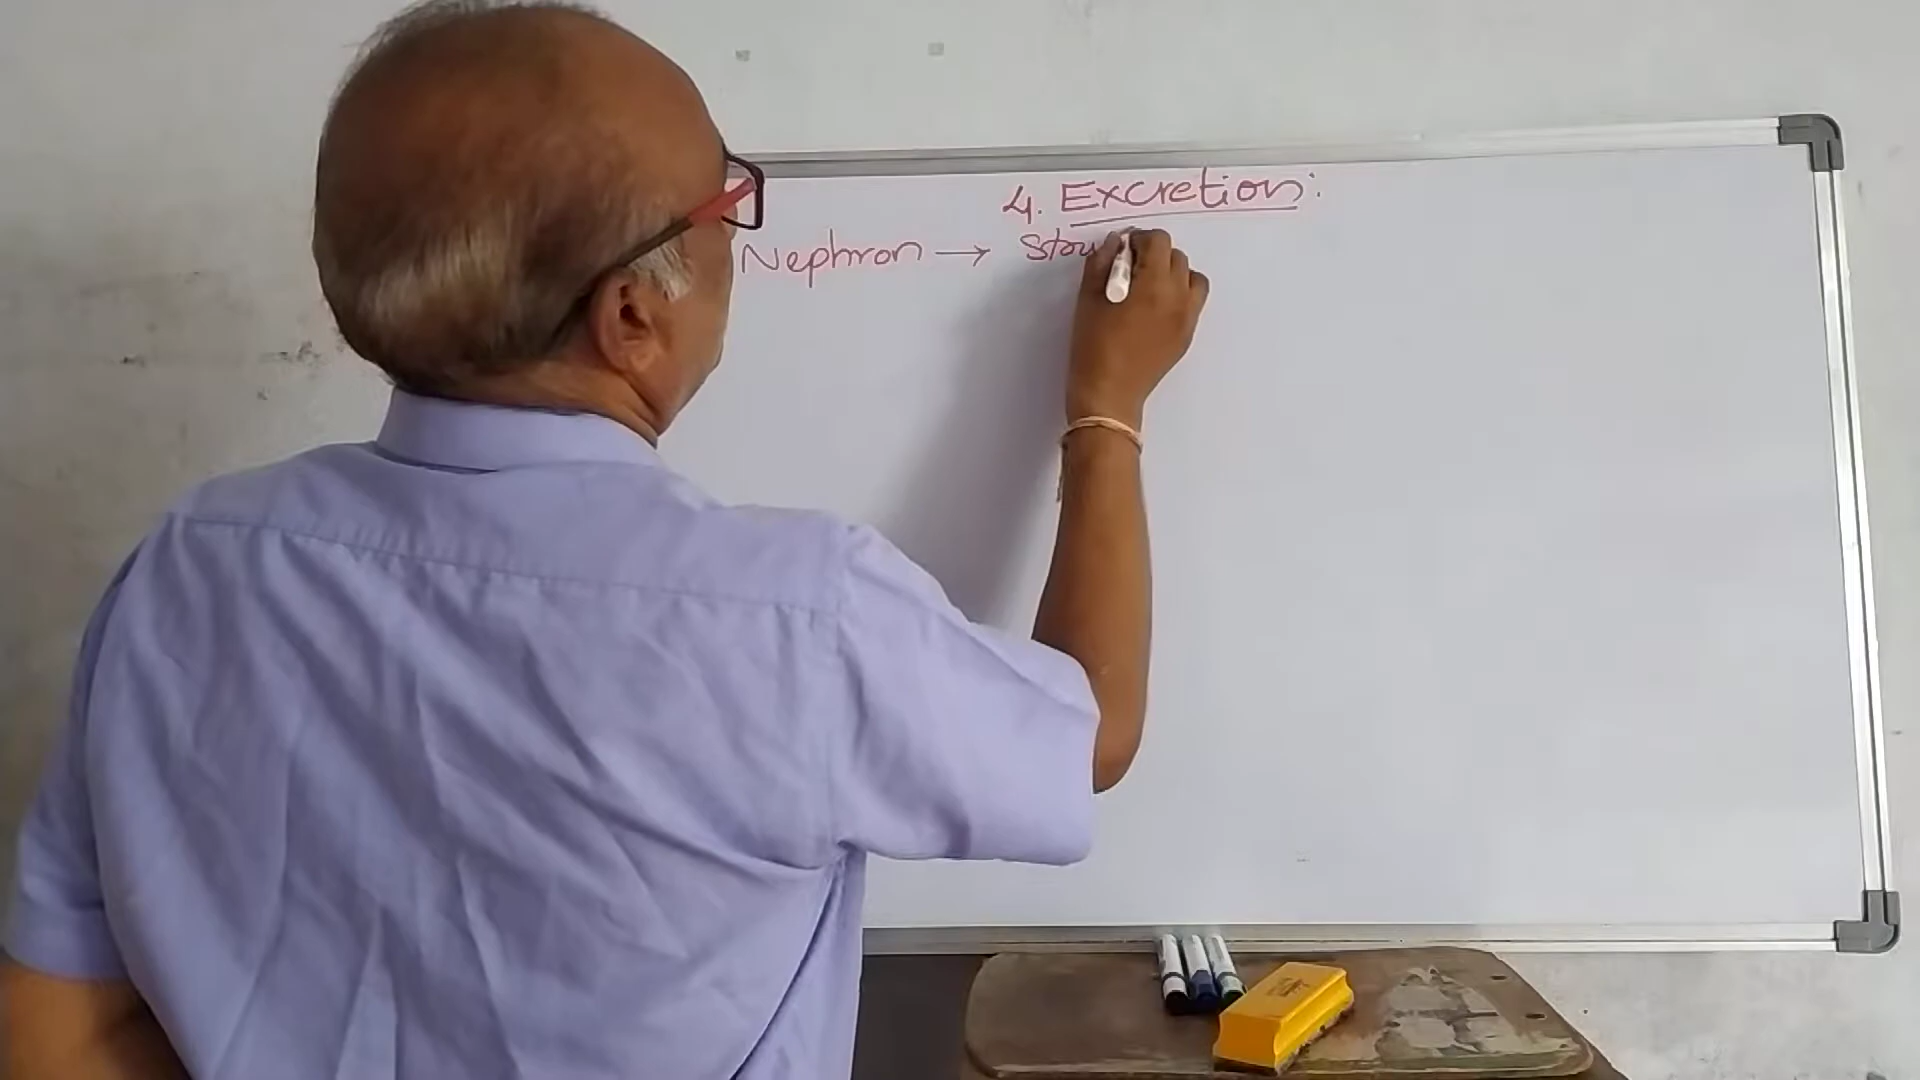 4. Excretion:
Nephron →